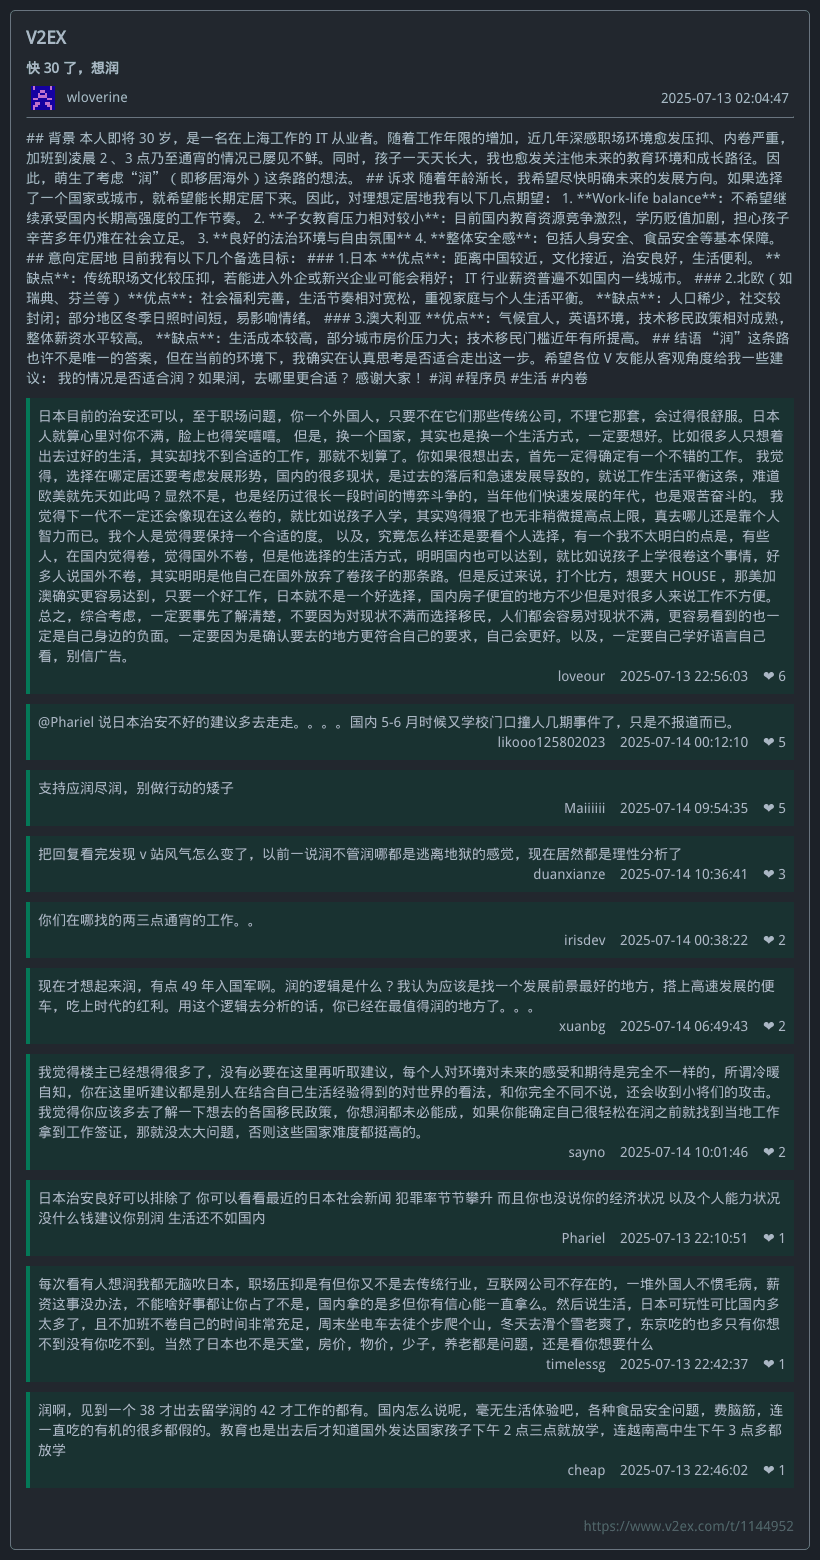 V2EX
快 30 了，想润
wloverine
2025-07-13 02:04:47
## 背景 本人即将 30 岁，是一名在上海工作的 IT 从业者。随着工作年限的增加，近几年深感职场环境愈发压抑、内卷严重，
加班到凌晨 2 、3 点乃至通宵的情况已屡见不鲜。同时，孩子一天天长大，我也愈发关注他未来的教育环境和成长路径。因
此，萌生了考虑“润”（ 即移居海外）这条路的想法。 ## 诉求 随着年龄渐长，我希望尽快明确未来的发展方向。如果选择
了一个国家或城市，就希望能长期定居下来。因此，对理想定居地我有以下几点期望： 1. **Work-life balance**：不希望继
续承受国内长期高强度的工作节奏。 2. **子女教育压力相对较小**：目前国内教育资源竞争激烈，学历贬值加剧，担心孩子
辛苦多年仍难在社会立足。 3. **良好的法治环境与自由氛围** 4. **整体安全感**：包括人身安全、食品安全等基本保障。
## 意向定居地 目前我有以下几个备选目标： ### 1.日本 **优点**：距离中国较近，文化接近，治安良好，生活便利。 **
缺点**：传统职场文化较压抑，若能进入外企或新兴企业可能会稍好； IT 行业薪资普遍不如国内一线城市。 ### 2.北欧（ 如
瑞典、芬兰等 ） **优点**：社会福利完善，生活节奏相对宽松，重视家庭与个人生活平衡。 **缺点**：人口稀少，社交较
封闭；部分地区冬季日照时间短，易影响情绪。 ### 3.澳大利亚 **优点**：气候宜人，英语环境，技术移民政策相对成熟，
整体薪资水平较高。 **缺点**：生活成本较高，部分城市房价压力大；技术移民门槛近年有所提高。 ## 结语 “润”这条路
也许不是唯一的答案，但在当前的环境下，我确实在认真思考是否适合走出这一步。希望各位 V 友能从客观角度给我一些建
议： 我的情况是否适合润？如果润，去哪里更合适？ 感谢大家！ #润 #程序员 #生活 #内卷
日本目前的治安还可以，至于职场问题，你一个外国人，只要不在它们那些传统公司，不理它那套，会过得很舒服。日本
人就算心里对你不满，脸上也得笑嘻嘻。 但是，换一个国家，其实也是换一个生活方式，一定要想好。比如很多人只想着
出去过好的生活，其实却找不到合适的工作，那就不划算了。你如果很想出去，首先一定得确定有一个不错的工作。 我觉
得，选择在哪定居还要考虑发展形势，国内的很多现状，是过去的落后和急速发展导致的，就说工作生活平衡这条，难道
欧美就先天如此吗？显然不是，也是经历过很长一段时间的博弈斗争的，当年他们快速发展的年代，也是艰苦奋斗的。 我
觉得下一代不一定还会像现在这么卷的，就比如说孩子入学，其实鸡得狠了也无非稍微提高点上限，真去哪儿还是靠个人
智力而已。我个人是觉得要保持一个合适的度。 以及，究竟怎么样还是要看个人选择，有一个我不太明白的点是，有些
人，在国内觉得卷，觉得国外不卷，但是他选择的生活方式，明明国内也可以达到，就比如说孩子上学很卷这个事情，好
多人说国外不卷，其实明明是他自己在国外放弃了卷孩子的那条路。但是反过来说，打个比方，想要大 HOUSE ，那美加
澳确实更容易达到，只要一个好工作，日本就不是一个好选择，国内房子便宜的地方不少但是对很多人来说工作不方便。
总之，综合考虑，一定要事先了解清楚，不要因为对现状不满而选择移民，人们都会容易对现状不满，更容易看到的也一
定是自己身边的负面。一定要因为是确认要去的地方更符合自己的要求，自己会更好。以及，一定要自己学好语言自己
看，别信广告。
loveour 2025-07-13 22:56:03 ❤ 6
@Phariel 说日本治安不好的建议多去走走。。。。国内 5-6 月时候又学校门口撞人几期事件了，只是不报道而已。
likooo125802023 2025-07-14 00:12:10 ❤ 5
支持应润尽润，别做行动的矮子
Maiiiiii 2025-07-14 09:54:35 ❤ 5
把回复看完发现 v 站风气怎么变了，以前一说润不管润哪都是逃离地狱的感觉，现在居然都是理性分析了
duanxianze 2025-07-14 10:36:41 ❤ 3
你们在哪找的两三点通宵的工作。。
irisdev 2025-07-14 00:38:22 ❤ 2
现在才想起来润，有点 49 年入国军啊。润的逻辑是什么？我认为应该是找一个发展前景最好的地方，搭上高速发展的便
车，吃上时代的红利。用这个逻辑去分析的话，你已经在最值得润的地方了。。。
xuanbg 2025-07-14 06:49:43 ❤ 2
我觉得楼主已经想得很多了，没有必要在这里再听取建议，每个人对环境对未来的感受和期待是完全不一样的，所谓冷暖
自知，你在这里听建议都是别人在结合自己生活经验得到的对世界的看法，和你完全不同不说，还会收到小将们的攻击。
我觉得你应该多去了解一下想去的各国移民政策，你想润都未必能成，如果你能确定自己很轻松在润之前就找到当地工作
拿到工作签证，那就没太大问题，否则这些国家难度都挺高的。
sayno 2025-07-14 10:01:46 ❤ 2
日本治安良好可以排除了 你可以看看最近的日本社会新闻 犯罪率节节攀升 而且你也没说你的经济状况 以及个人能力状况
没什么钱建议你别润 生活还不如国内
Phariel 2025-07-13 22:10:51 ❤ 1
每次看有人想润我都无脑吹日本，职场压抑是有但你又不是去传统行业，互联网公司不存在的，一堆外国人不惯毛病，薪
资这事没办法，不能啥好事都让你占了不是，国内拿的是多但你有信心能一直拿么。然后说生活，日本可玩性可比国内多
太多了，且不加班不卷自己的时间非常充足，周末坐电车去徒个步爬个山，冬天去滑个雪老爽了，东京吃的也多只有你想
不到没有你吃不到。当然了日本也不是天堂，房价，物价，少子，养老都是问题，还是看你想要什么
timelessg 2025-07-13 22:42:37 ❤ 1
润啊，见到一个 38 才出去留学润的 42 才工作的都有。国内怎么说呢，毫无生活体验吧，各种食品安全问题，费脑筋，连
一直吃的有机的很多都假的。教育也是出去后才知道国外发达国家孩子下午 2 点三点就放学，连越南高中生下午 3 点多都
放学
cheap 2025-07-13 22:46:02 ❤ 1
https://www.v2ex.com/t/1144952